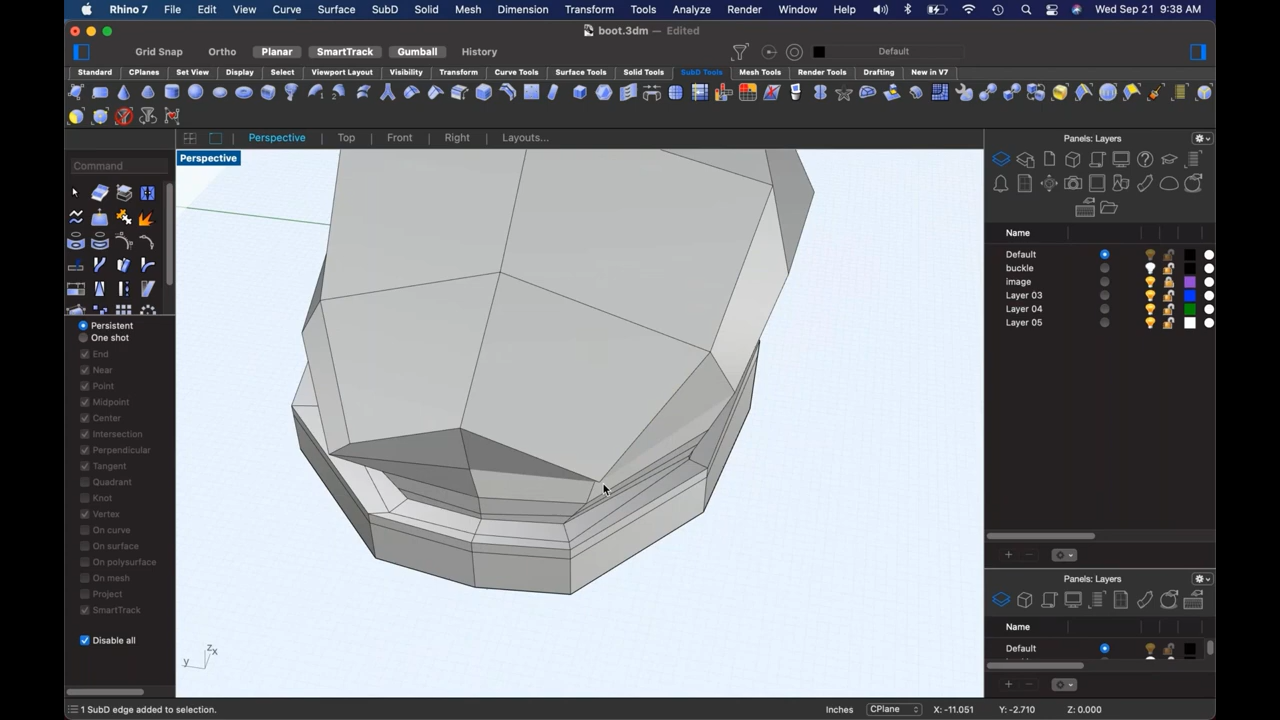 Rhino 7 File Edit View Curve Surface SubD Solid Mesh Dimension Transform Tools Analyze Render Window Help Wed Sep 21 9:38 AM
boot.3dm — Edited
Grid Snap Ortho Planar SmartTrack Gumball History Default
Standard CPlanes Set View Display Select Viewport Layout Visibility Transform Curve Tools Surface Tools Solid Tools SubD Tools Mesh Tools Render Tools Drafting New in V7
Perspective Top Front Right Layouts... Panels: Layers
Perspective
Command
Name
Default
buckle
image
Layer 03
Layer 04
Layer 05
Persistent
One shot
End
Near
Point
Midpoint
Center
Intersection
Perpendicular
Tangent
Quadrant
Knot
Vertex
On curve
On surface
On polysurface
On mesh
Project
SmartTrack
Disable all
Panels: Layers
Name
Default
z x
y
1 SubD edge added to selection. Inches CPlane X: -11.051 Y: -2.710 Z: 0.000